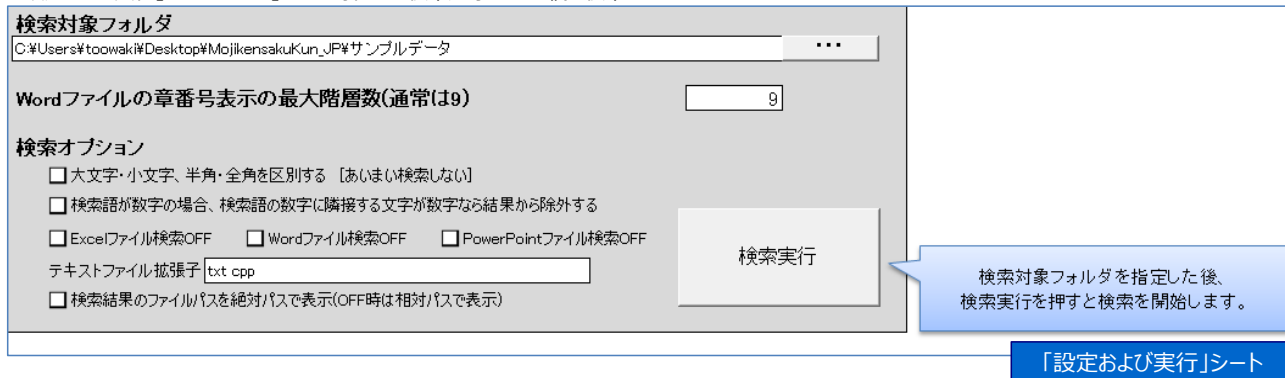 検索対象フォルダ
C:¥Users¥toowaki¥Desktop¥MojikensakuKun_JP¥サンプルデータ
...
Wordファイルの章番号表示の最大階層数(通常は9)
9
検索オプション
大文字・小文字、半角・全角を区別する [あいまい検索しない]
検索語が数字の場合、検索語の数字に隣接する文字が数字なら結果から除外する
Excelファイル検索OFF Wordファイル検索OFF PowerPointファイル検索OFF
テキストファイル拡張子 txt cpp
検索結果のファイルパスを絶対パスで表示(OFF時は相対パスで表示)
検索実行
検索対象フォルダを指定した後、
検索実行を押すと検索を開始します。
「設定および実行」シート